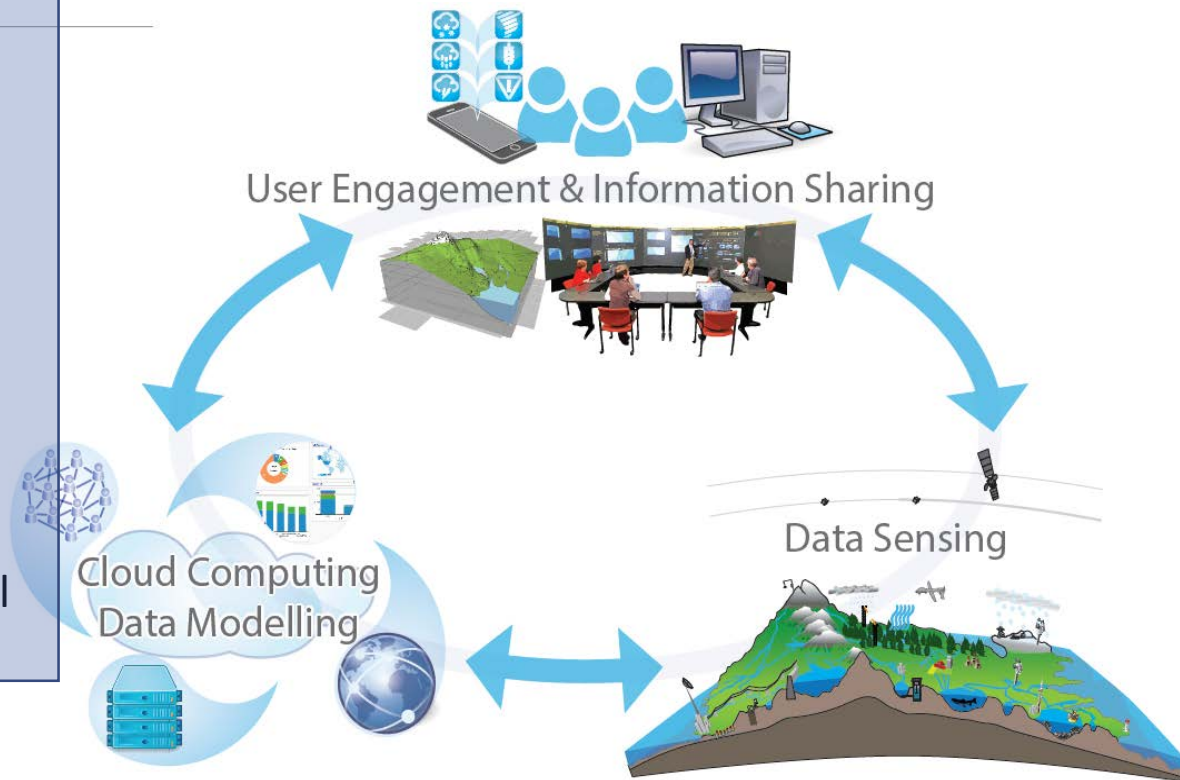 User Engagement & Information Sharing
Data Sensing
Cloud Computing
Data Modelling
l